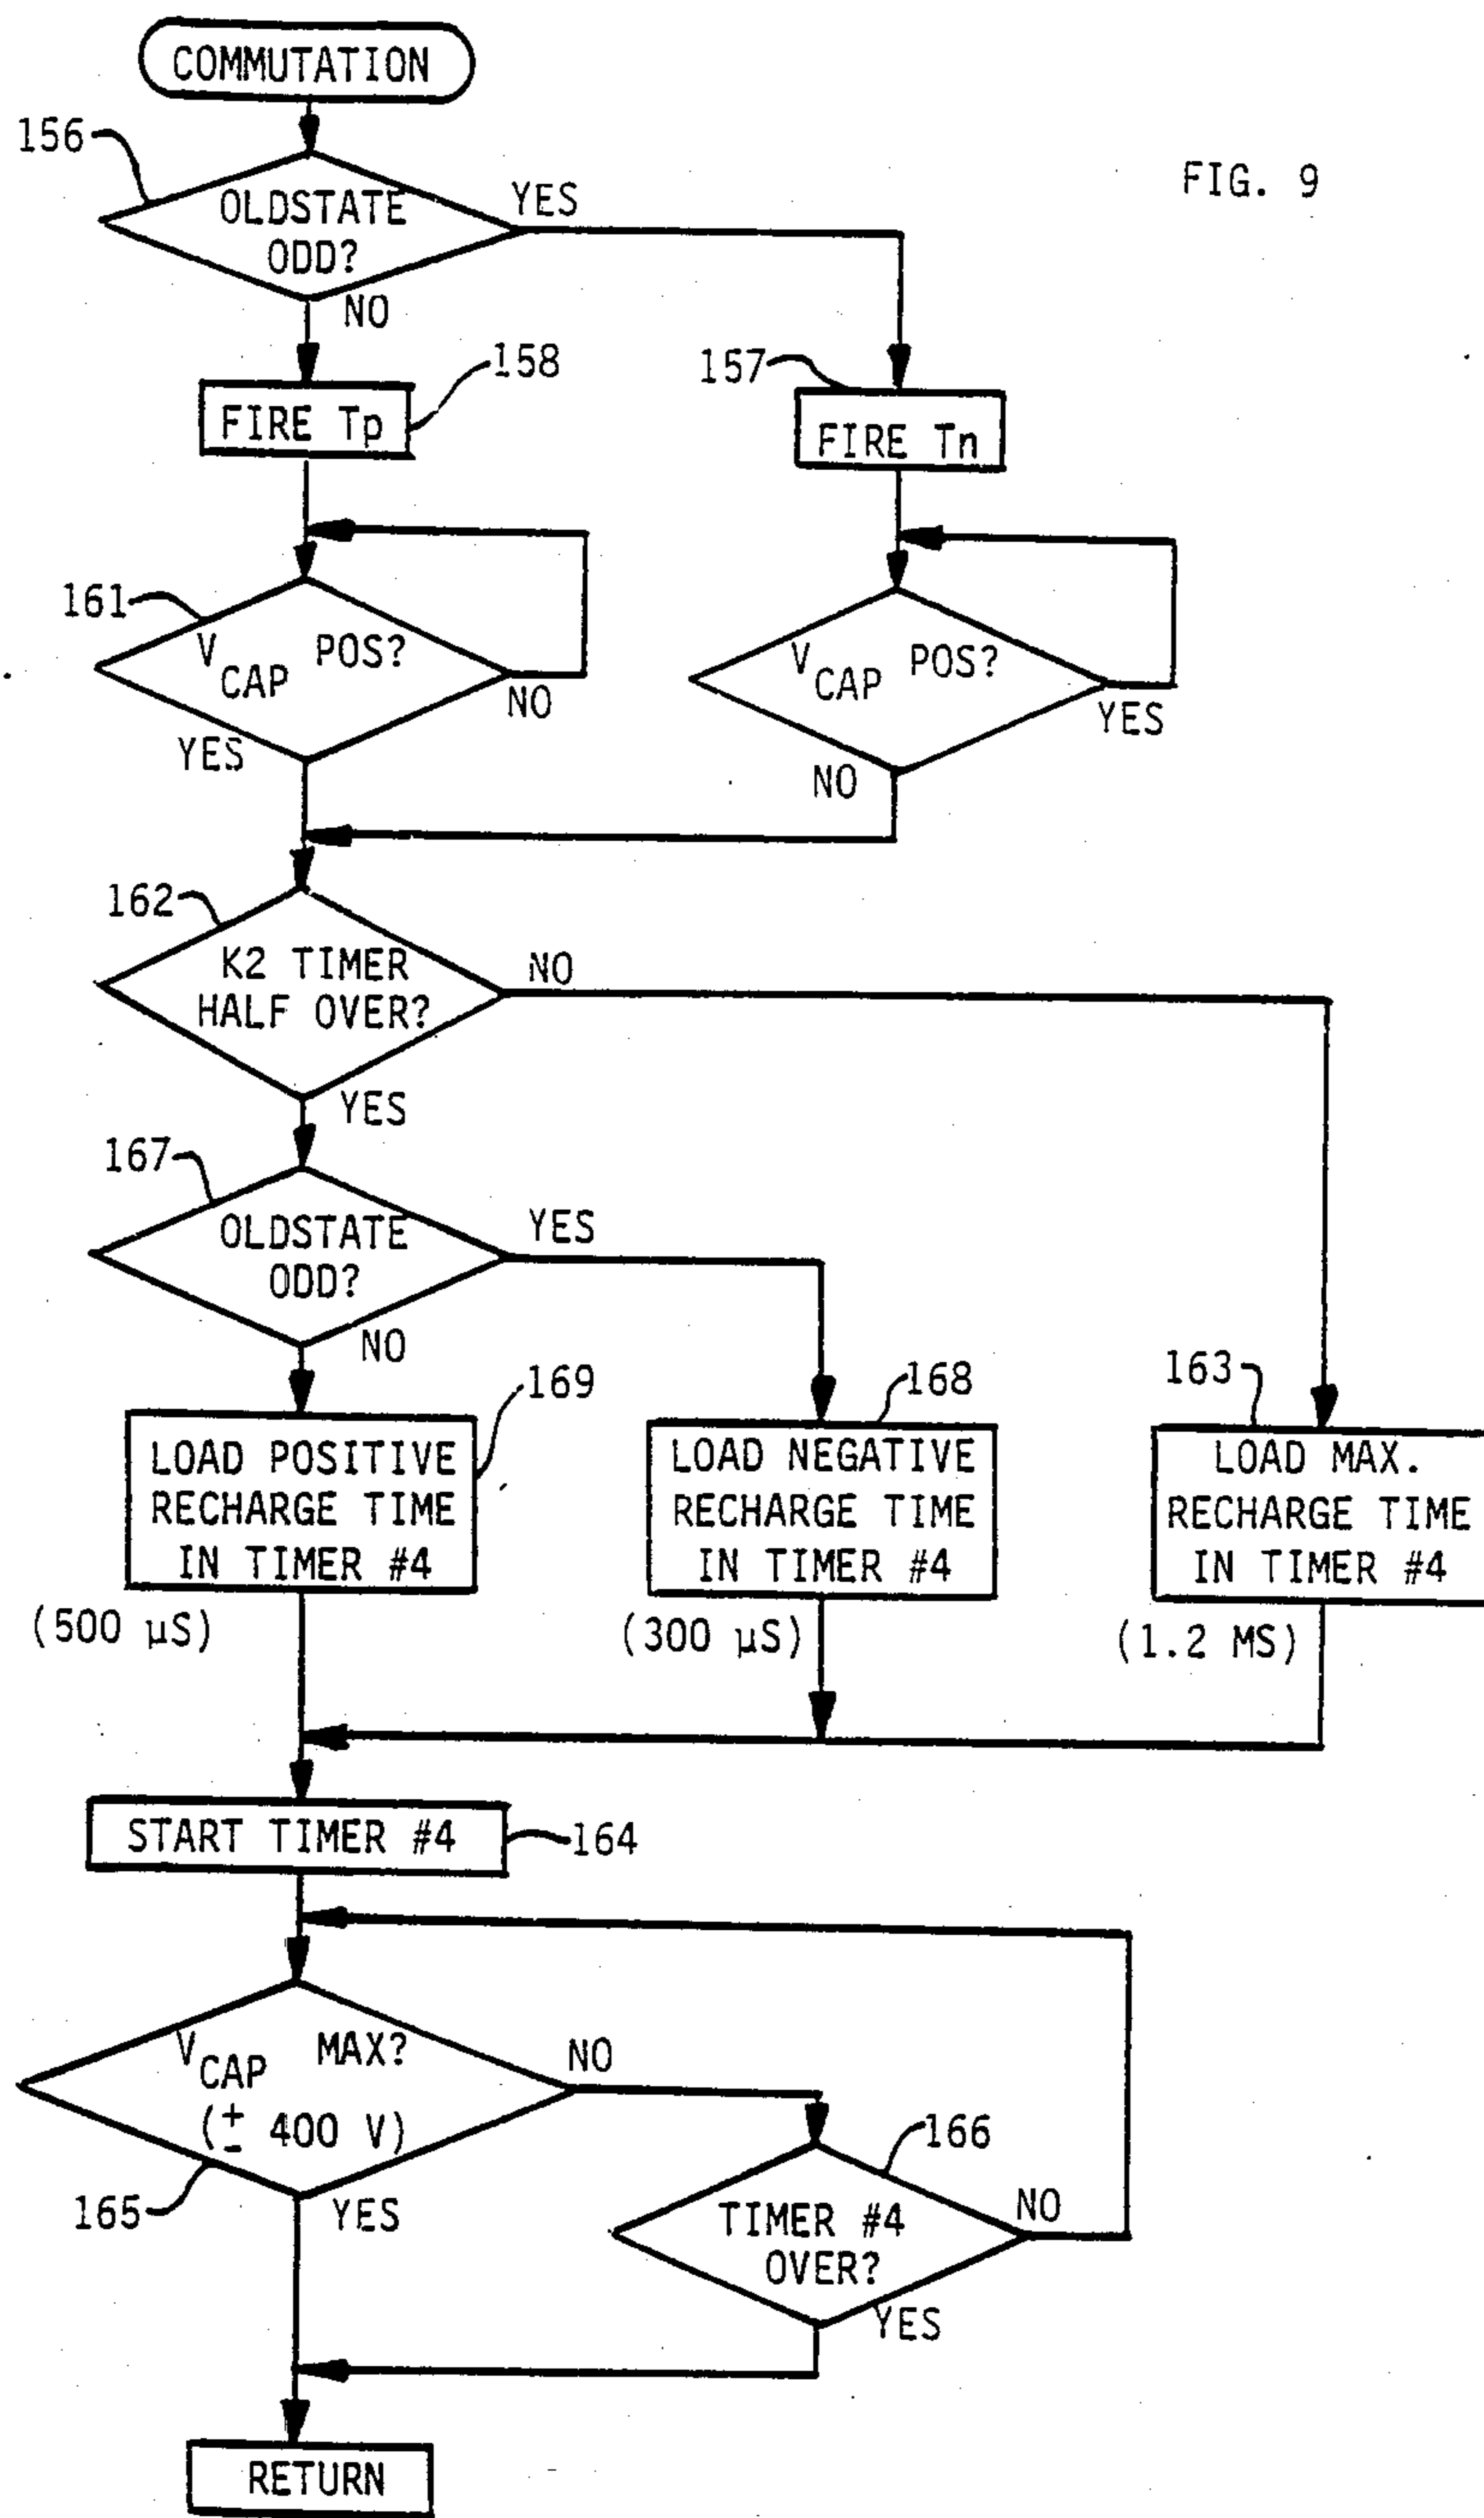 COMMUTATION
156
FIG. 9
OLDSTATE
ODD?
YES
NO
158
157
FIRE Tp
FIRE Tn
161
V CAP POS?
NO
YES
V CAP POS?
YES
NO
162
K2 TIMER
HALF OVER?
NO
YES
167
OLDSTATE
ODD?
YES
NO
169
168
163
LOAD POSITIVE
RECHARGE TIME
IN TIMER #4
LOAD NEGATIVE
RECHARGE TIME
IN TIMER #4
LOAD MAX.
RECHARGE TIME
IN TIMER #4
(500 µS)
(300 µS)
(1.2 MS)
START TIMER #4
164
V CAP MAX?
(± 400 V)
NO
165
YES
166
TIMER #4
OVER?
NO
YES
RETURN